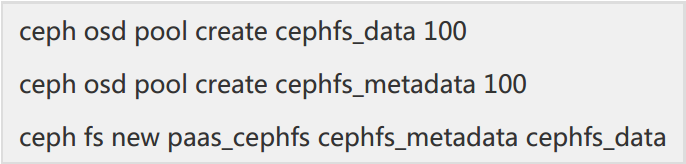 ceph osd pool create cephfs_data 100
ceph osd pool create cephfs_metadata 100
ceph fs new paas_cephfs cephfs_metadata cephfs_data